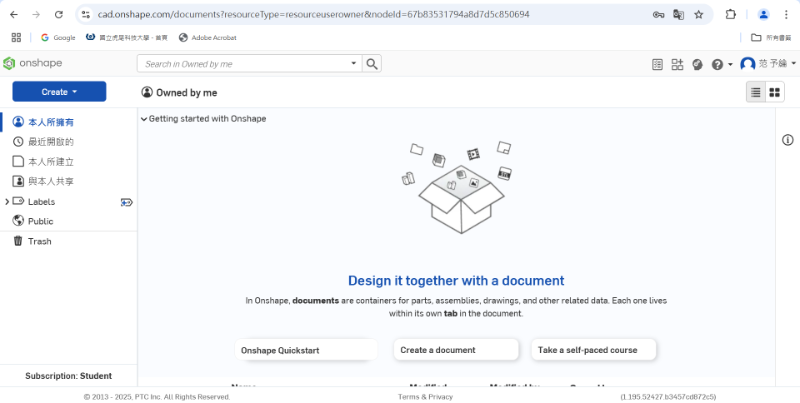 cad.onshape.com/documents?resourceType=resourceuserowner&nodeId=67b83531794a8d7d5c850694
Google
國立虎尾科技大學 - 首頁
Adobe Acrobat
所有書籤
onshape
Search in Owned by me
范 予綸
Create
Owned by me
本人所擁有
最近開啟的
本人所建立
與本人共享
Labels
Public
Trash
Getting started with Onshape
Design it together with a document
In Onshape, documents are containers for parts, assemblies, drawings, and other related data. Each one lives
within its own tab in the document.
Onshape Quickstart
Create a document
Take a self-paced course
Name Modified Modified by
Subscription: Student
© 2013 - 2025, PTC Inc. All Rights Reserved.
Terms & Privacy
(1.195.52427.b3457cd872c5)